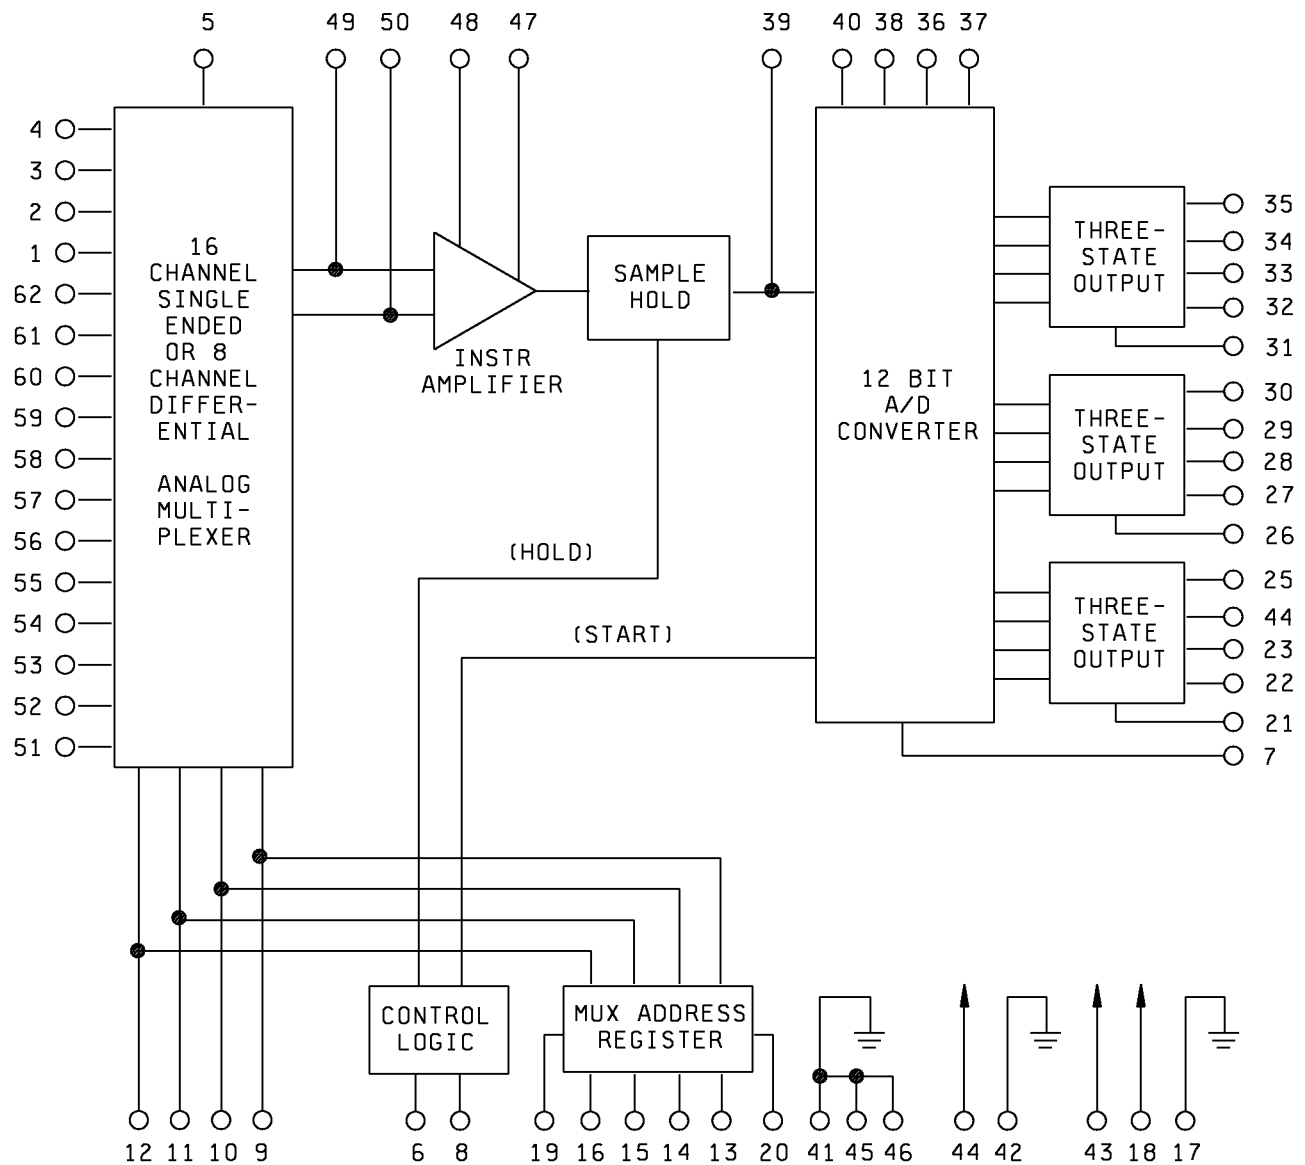 5 49 50 48 47 39 40 38 36 37
4
3
2
1
62
61
60
59
58
57
56
55
54
53
52
51
16
CHANNEL
SINGLE
ENDED
OR 8
CHANNEL
DIFFER-
ENTIAL
ANALOG
MULTI-
PLEXER
INSTR
AMPLIFIER
SAMPLE
HOLD
(HOLD)
(START)
12 BIT
A/D
CONVERTER
THREE-
STATE
OUTPUT
35
34
33
32
31
THREE-
STATE
OUTPUT
30
29
28
27
26
THREE-
STATE
OUTPUT
25
44
23
22
21
7
CONTROL
LOGIC
MUX ADDRESS
REGISTER
12 11 10 9 6 8 19 16 15 14 13 20 41 45 46 44 42 43 18 17